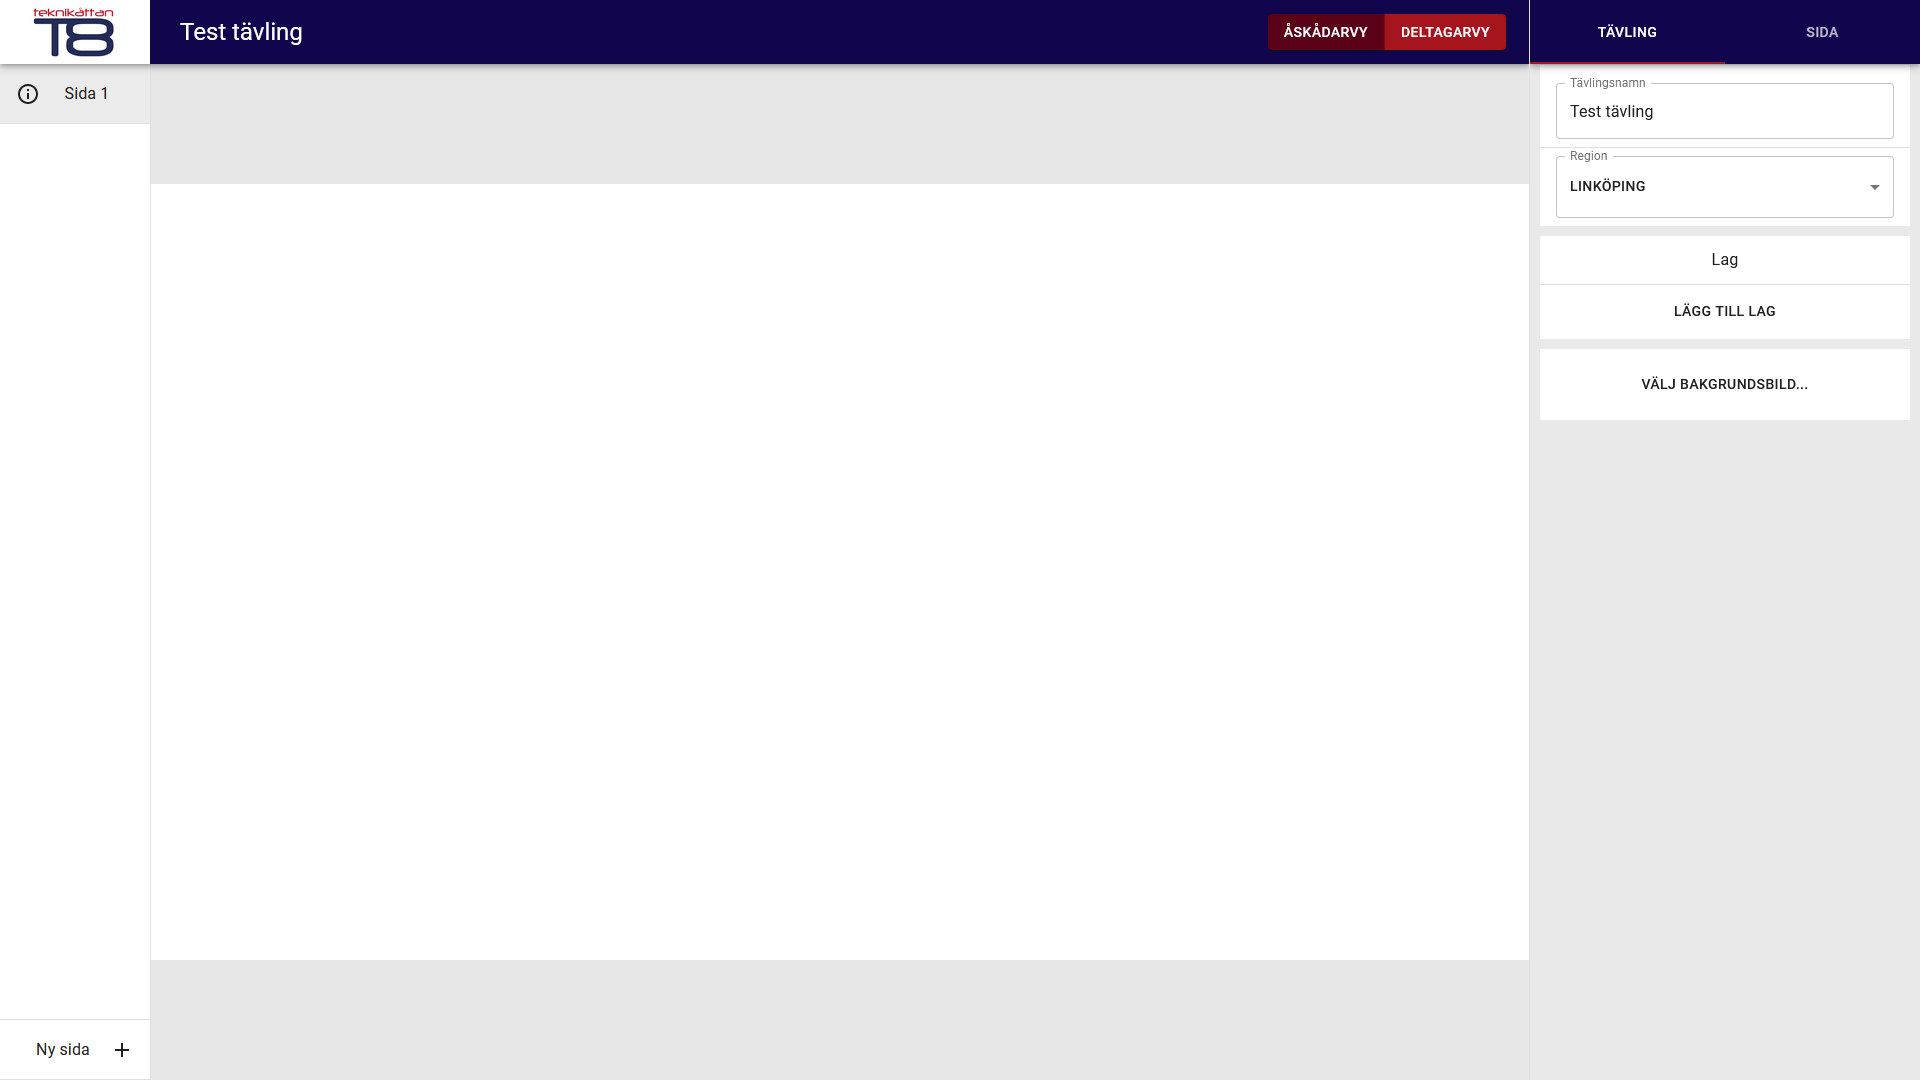 teknikåttan
T8
Test tävling
ÅSKÅDARVY
DELTAGARVY
TÄVLING
SIDA
Sida 1
Tävlingsnamn
Test tävling
Region
LINKÖPING
Lag
LÄGG TILL LAG
VÄLJ BAKGRUNDSBILD...
Ny sida